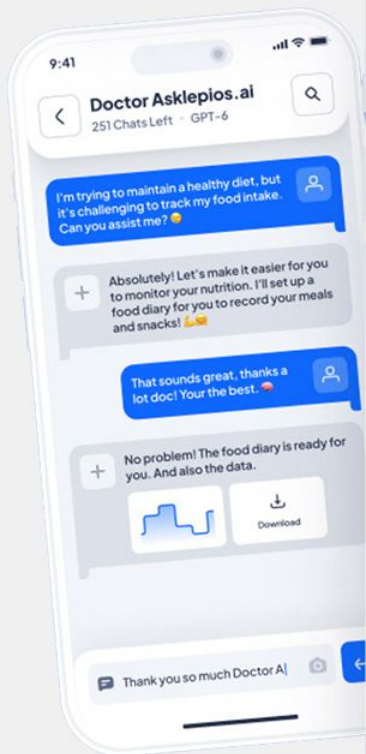 9:41
Doctor Asklepios.ai
251 Chats Left · GPT-6
I'm trying to maintain a healthy diet, but
it's challenging to track my food intake.
Can you assist me? 😊
Absolutely! Let's make it easier for you
to monitor your nutrition. I'll set up a
food diary for you to record your meals
and snacks! 💪😊
That sounds great, thanks a
lot doc! Your the best. 🧠
No problem! The food diary is ready for
you. And also the data.
Download
Thank you so much Doctor A